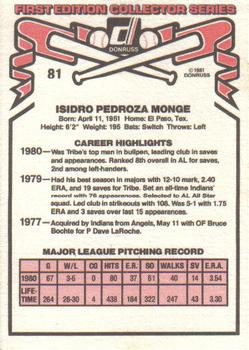 FIRST EDITION COLLECTOR SERIES
DONRUSS
81
© 1981
DONRUSS
ISIDRO PEDROZA MONGE
Born: April 11, 1951 Home: El Paso, Tex.
Height: 6'2" Weight: 195 Bats: Switch Throws: Left
CAREER HIGHLIGHTS
1980— Was Tribe's top man in bullpen, leading club in
saves and appearances. Ranked 8th overall in AL for saves,
2nd among left-handers.
1979— Had his best season in majors with 12-10 mark, 2.40
ERA, and 19 saves for Tribe. Set an all-time Indians'
record with 76 appearances. Selected to AL All Star
squad. Led club in strikeouts with 108. Was 5-1 with 1.75
ERA and 3 saves over last 15 appearances.
1977— Acquired by Indians from Angels, May 11 with OF Bruce
Bochte for P Dave LaRoche.
MAJOR LEAGUE PITCHING RECORD
G W/L CG HITS ER SO WALKS SV E.R.A.
1980 67 3-5 0 80 37 61 40 14 3.54
LIFE-
TIME 264 26-30 4 438 184 322 247 43 3.30